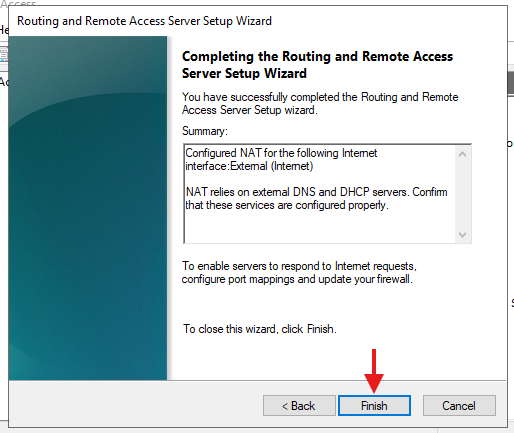 Access
Routing and Remote Access Server Setup Wizard
He
Completing the Routing and Remote Access
Server Setup Wizard
Ac
You have successfully completed the Routing and Remote
Access Server Setup wizard.
Summary:
Configured NAT for the following Internet
interface:External (Internet)
NAT relies on external DNS and DHCP servers. Confirm
that these services are configured properly.
To enable servers to respond to Internet requests,
configure port mappings and update your firewall.
To close this wizard, click Finish.
< Back
Finish
Cancel